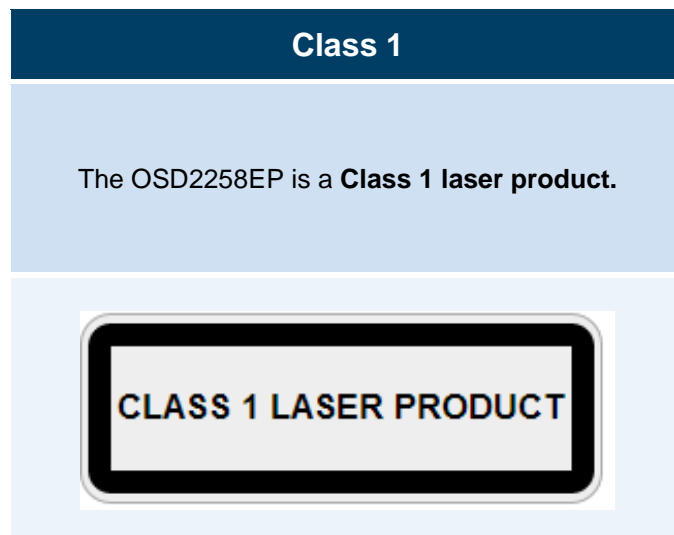 Class 1
The OSD2258EP is a Class 1 laser product.
CLASS 1 LASER PRODUCT